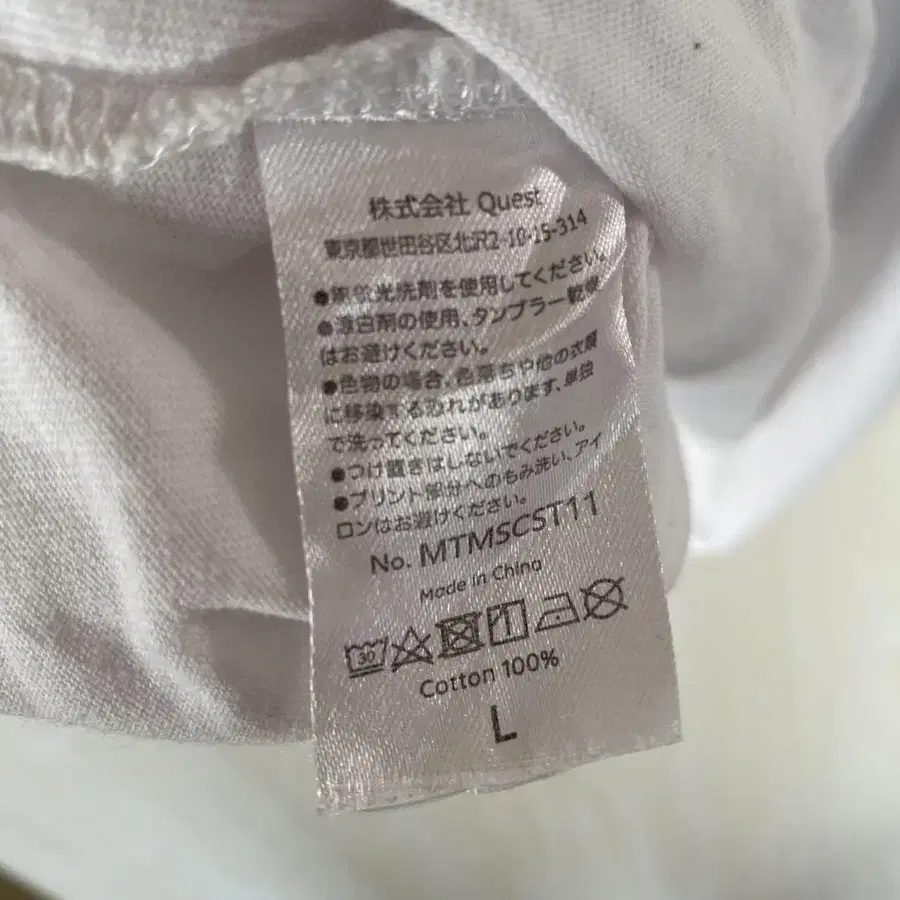 株式会社 Quest
東京都世田谷区北沢2-10-15-314
●無蛍光洗剤を使用してください。
●漂白剤の使用、タンブラー乾燥
はお避けください。
●色物の場合、色落ちや他の衣類
に移染する恐れがあります、単独
で洗ってください。
●つけ置きはしないでください。
●プリント部分へのもみ洗い、アイ
ロンはお避けください。
No. MTMSCST11
Made in China
30
Cotton 100%
L